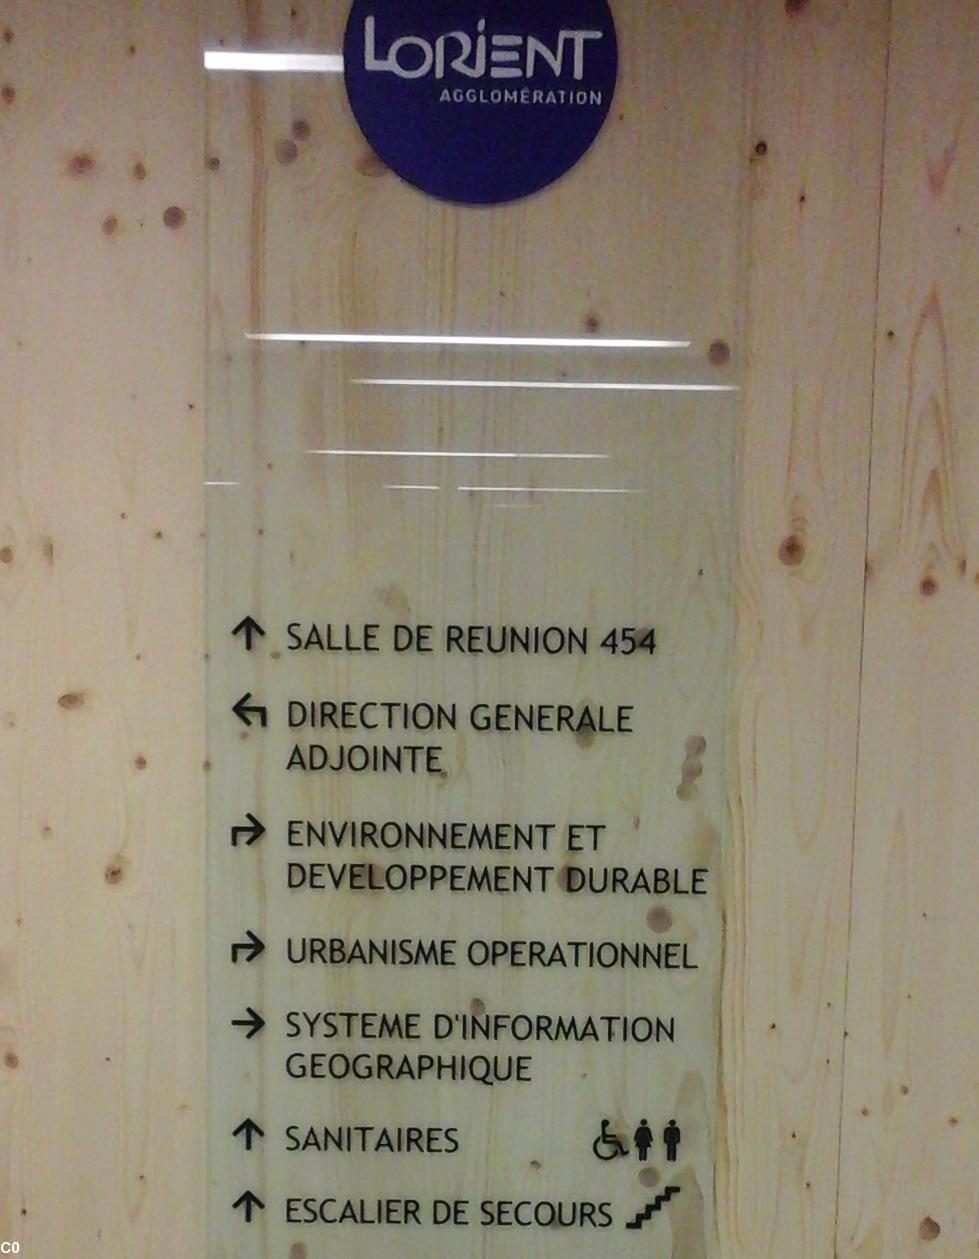 LORIENT
AGGLOMÉRATION
SALLE DE REUNION 454
DIRECTION GENERALE
ADJOINTE
ENVIRONNEMENT ET
DEVELOPPEMENT DURABLE
URBANISME OPERATIONNEL
SYSTEME D'INFORMATION
GEOGRAPHIQUE
SANITAIRES
ESCALIER DE SECOURS
C0